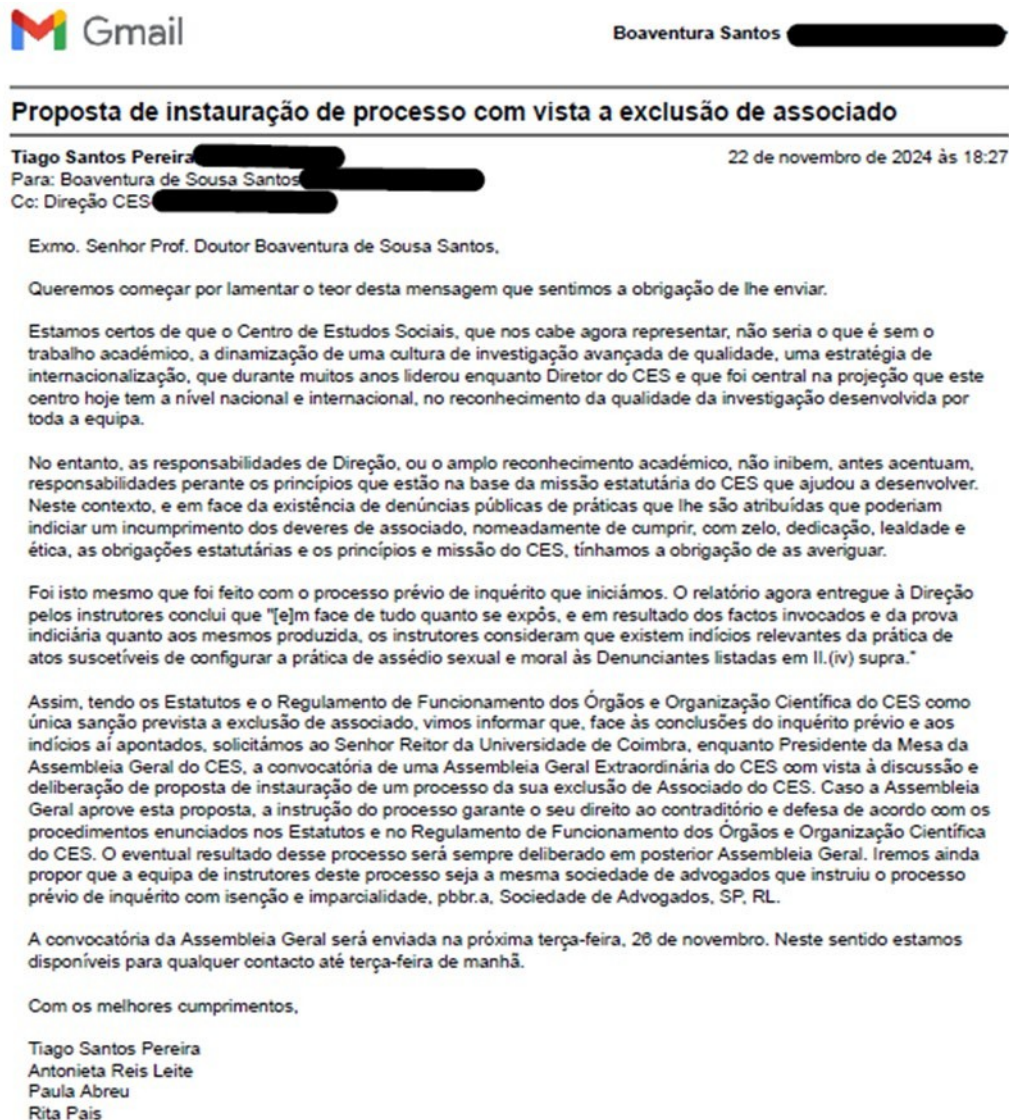 Gmail
Boaventura Santos
Proposta de instauração de processo com vista a exclusão de associado
Tiago Santos Pereira
22 de novembro de 2024 às 18:27
Para: Boaventura de Sousa Santos
Cc: Direção CES
Exmo. Senhor Prof. Doutor Boaventura de Sousa Santos,
Queremos começar por lamentar o teor desta mensagem que sentimos a obrigação de lhe enviar.
Estamos certos de que o Centro de Estudos Sociais, que nos cabe agora representar, não seria o que é sem o
trabalho académico, a dinamização de uma cultura de investigação avançada de qualidade, uma estratégia de
internacionalização, que durante muitos anos liderou enquanto Diretor do CES e que foi central na projeção que este
centro hoje tem a nível nacional e internacional, no reconhecimento da qualidade da investigação desenvolvida por
toda a equipa.
No entanto, as responsabilidades de Direção, ou o amplo reconhecimento académico, não inibem, antes acentuam,
responsabilidades perante os princípios que estão na base da missão estatutária do CES que ajudou a desenvolver.
Neste contexto, e em face da existência de denúncias públicas de práticas que lhe são atribuídas que poderiam
indiciar um incumprimento dos deveres de associado, nomeadamente de cumprir, com zelo, dedicação, lealdade e
ética, as obrigações estatutárias e os princípios e missão do CES, tínhamos a obrigação de as averiguar.
Foi isto mesmo que foi feito com o processo prévio de inquérito que iniciámos. O relatório agora entregue à Direção
pelos instrutores conclui que "[e]m face de tudo quanto se expôs, e em resultado dos factos invocados e da prova
indiciária quanto aos mesmos produzida, os instrutores consideram que existem indícios relevantes da prática de
atos suscetíveis de configurar a prática de assédio sexual e moral às Denunciantes listadas em II.(iv) supra."
Assim, tendo os Estatutos e o Regulamento de Funcionamento dos Órgãos e Organização Científica do CES como
única sanção prevista a exclusão de associado, vimos informar que, face às conclusões do inquérito prévio e aos
indícios aí apontados, solicitámos ao Senhor Reitor da Universidade de Coimbra, enquanto Presidente da Mesa da
Assembleia Geral do CES, a convocatória de uma Assembleia Geral Extraordinária do CES com vista à discussão e
deliberação de proposta de instauração de um processo da sua exclusão de Associado do CES. Caso a Assembleia
Geral aprove esta proposta, a instrução do processo garante o seu direito ao contraditório e defesa de acordo com os
procedimentos enunciados nos Estatutos e no Regulamento de Funcionamento dos Órgãos e Organização Científica
do CES. O eventual resultado desse processo será sempre deliberado em posterior Assembleia Geral. Iremos ainda
propor que a equipa de instrutores deste processo seja a mesma sociedade de advogados que instruiu o processo
prévio de inquérito com isenção e imparcialidade, pbbr.a, Sociedade de Advogados, SP, RL.
A convocatória da Assembleia Geral será enviada na próxima terça-feira, 26 de novembro. Neste sentido estamos
disponíveis para qualquer contacto até terça-feira de manhã.
Com os melhores cumprimentos,
Tiago Santos Pereira
Antonieta Reis Leite
Paula Abreu
Rita Pais